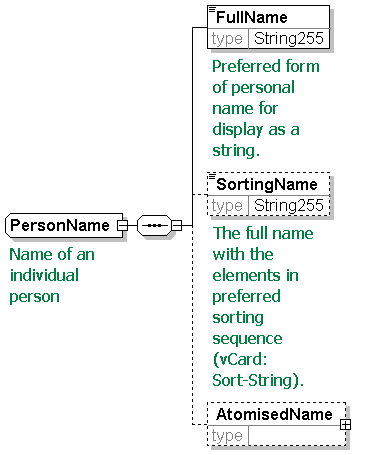 FullName
type String255
Preferred form
of personal
name for
display as a
string.
SortingName
type String255
The full name
with the
elements in
preferred
sorting
sequence
(vCard:
Sort-String).
PersonName
Name of an
individual
person
AtomisedName
type